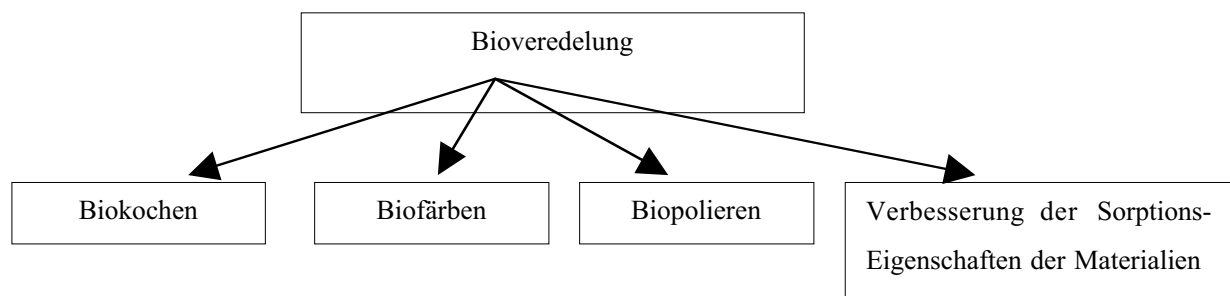 Bioveredelung
Biokochen
Biofärben
Biopolieren
Verbesserung der Sorptions-
Eigenschaften der Materialien